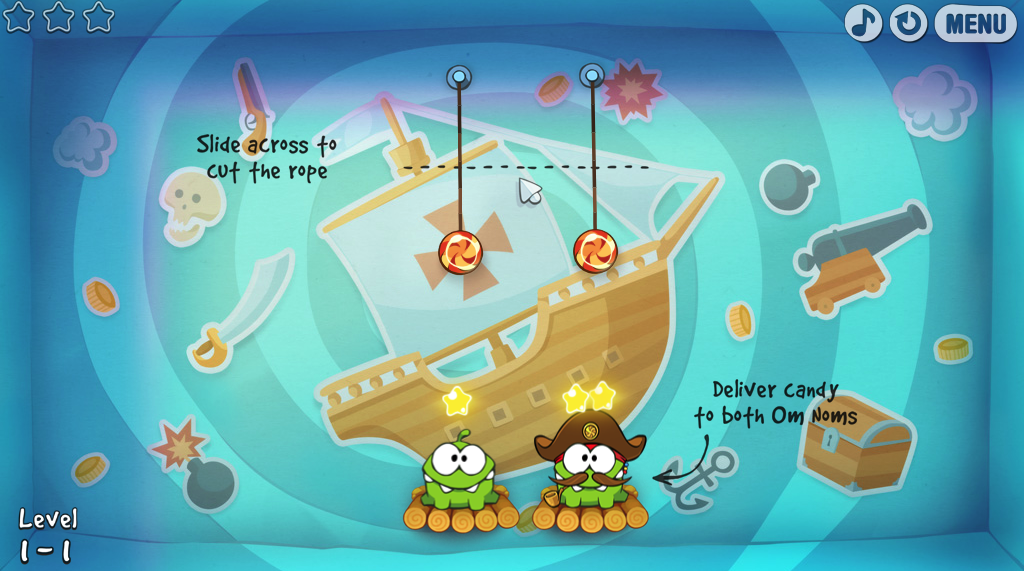 MENU
Slide across to
cut the rope
Deliver candy
to both Om Noms
Level
1-1